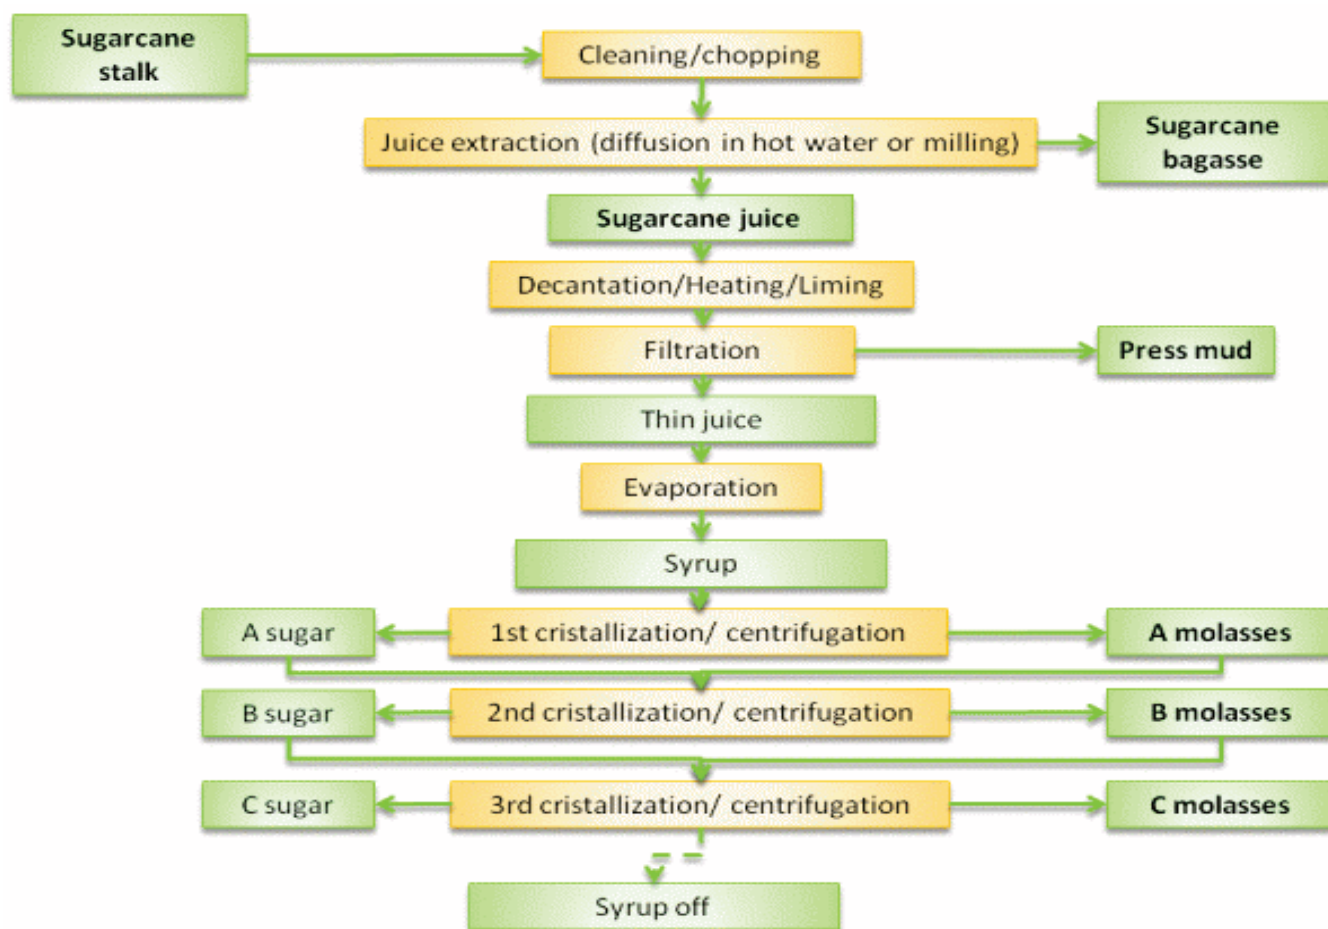 Sugarcane
stalk
Cleaning/chopping
Juice extraction (diffusion in hot water or milling)
Sugarcane
bagasse
Sugarcane juice
Decantation/Heating/Liming
Filtration
Press mud
Thin juice
Evaporation
Syrup
A sugar
1st cristallization/ centrifugation
A molasses
B sugar
2nd cristallization/ centrifugation
B molasses
C sugar
3rd cristallization/ centrifugation
C molasses
Syrup off